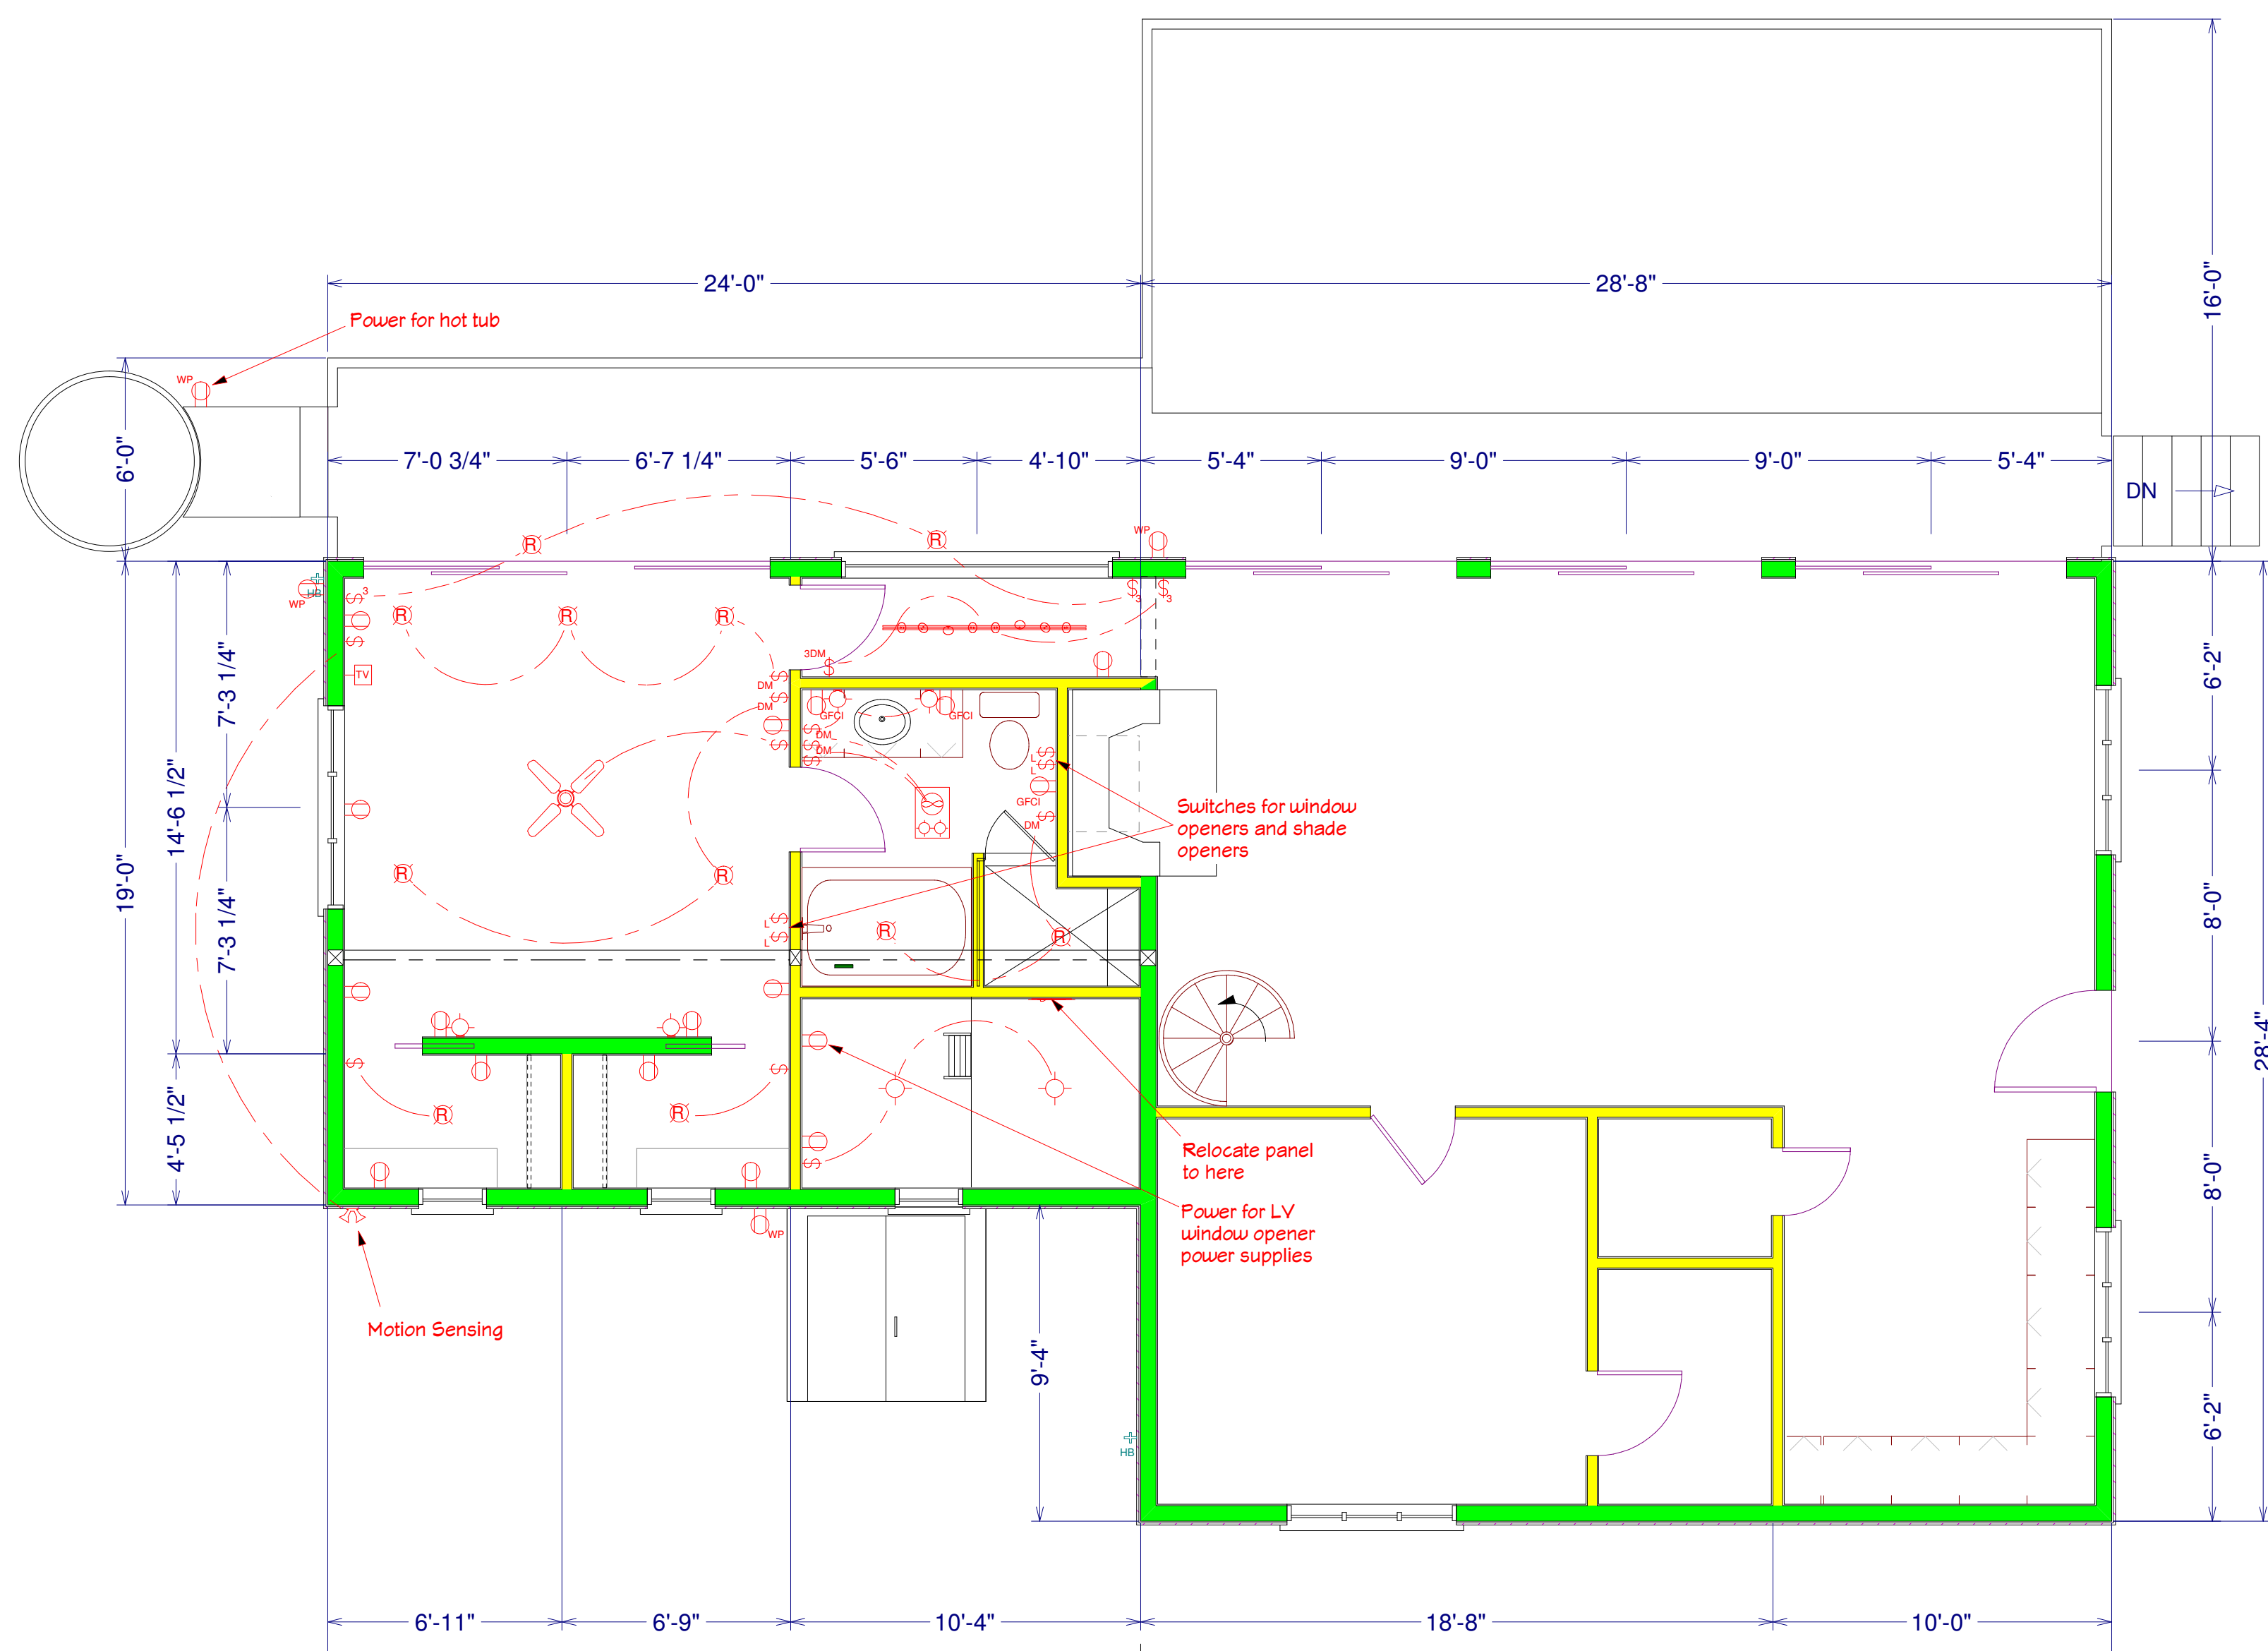 24'-0"
28'-8"
16'-0"
Power for hot tub
WP
6'-0"
7'-0 3/4"
6'-7 1/4"
5'-6"
4'-10"
5'-4"
9'-0"
9'-0"
5'-4"
DN
R
R
WP
HB
WP
3
3
3
R
R
R
TV
3DM
DM
DM
GFCI
GFCI
DM
DM
L
L
GFCI
DM
7'-3 1/4"
14'-6 1/2"
19'-0"
7'-3 1/4"
6'-2"
8'-0"
Switches for window
openers and shade
openers
R
R
L
L
R
R
28'-4"
4'-5 1/2"
R
R
Relocate panel
to here
8'-0"
Power for LV
window opener
power supplies
WP
Motion Sensing
9'-4"
HB
6'-2"
6'-11"
6'-9"
10'-4"
18'-8"
10'-0"